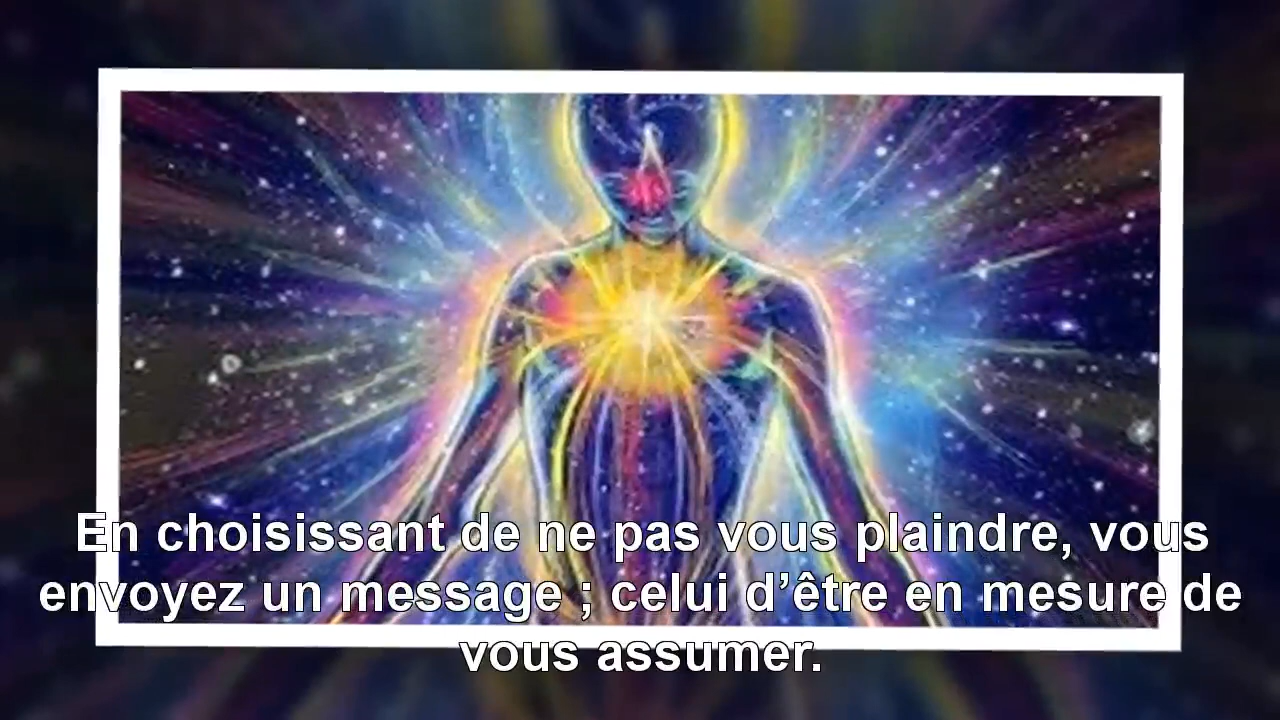 En choisissant de ne pas vous plaindre, vous
envoyez un message ; celui d’être en mesure de
vous assumer.